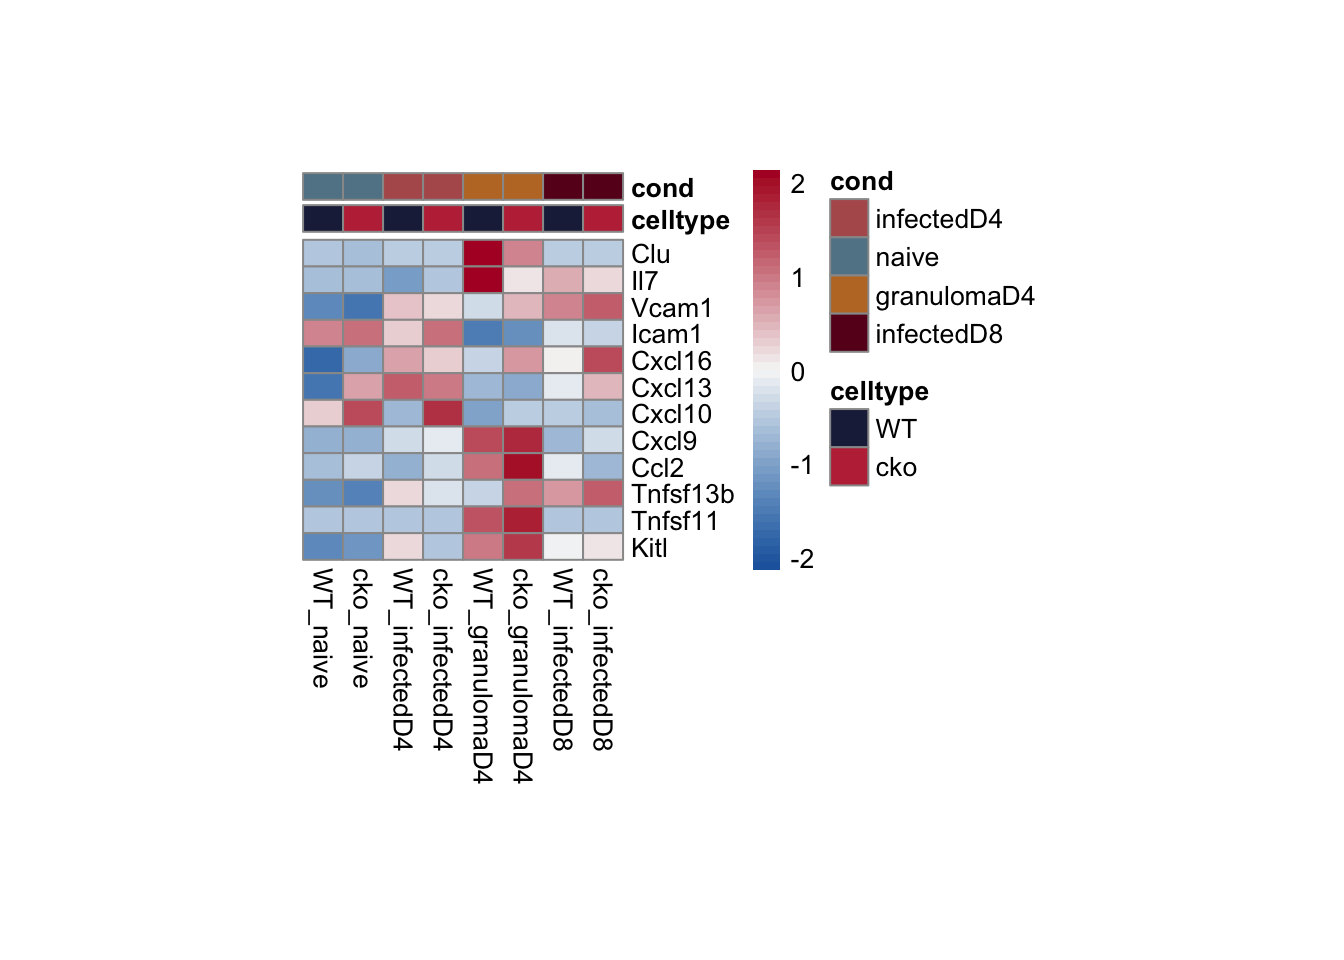 cond
celltype
Clu
Il7
Vcam1
Icam1
Cxcl16
Cxcl13
Cxcl10
Cxcl9
Ccl2
Tnfsf13b
Tnfsf11
Kitl
WT_naive
cko_naive
WT_infectedD4
cko_infectedD4
WT_granulomaD4
cko_granulomaD4
WT_infectedD8
cko_infectedD8
2
1
0
-1
-2
cond
infectedD4
naive
granulomaD4
infectedD8
celltype
WT
cko